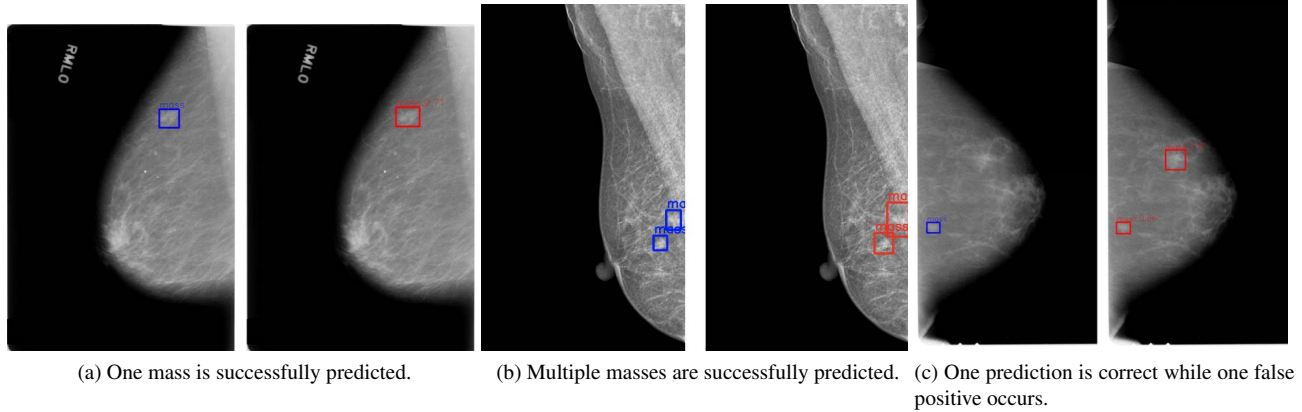 RMLO
RMLO
mass
mass
mass
mass
(a) One mass is successfully predicted.
(b) Multiple masses are successfully predicted.
(c) One prediction is correct while one false
positive occurs.